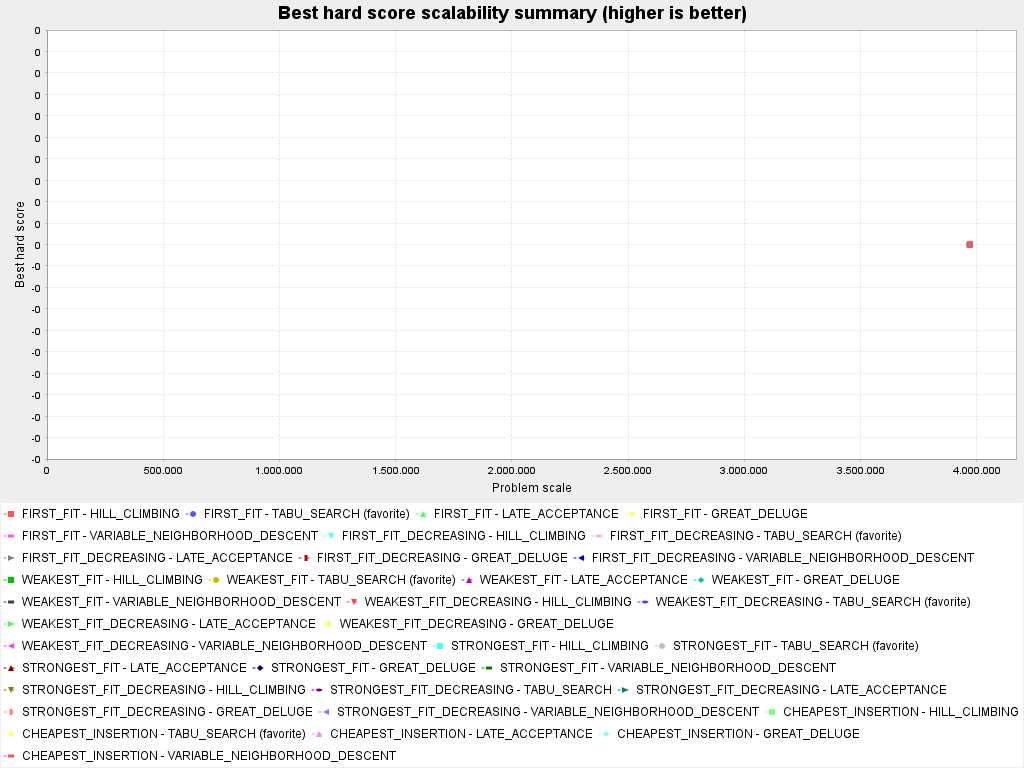 Best hard score scalability summary (higher is better)
0
0
0
0
0
0
0
0
0
0
0
-0
-0
-0
-0
-0
-0
-0
-0
-0
-0
Best hard score
0 500.000 1.000.000 1.500.000 2.000.000 2.500.000 3.000.000 3.500.000 4.000.000
Problem scale
FIRST_FIT - HILL_CLIMBING FIRST_FIT - TABU_SEARCH (favorite) FIRST_FIT - LATE_ACCEPTANCE FIRST_FIT - GREAT_DELUGE
FIRST_FIT - VARIABLE_NEIGHBORHOOD_DESCENT FIRST_FIT_DECREASING - HILL_CLIMBING FIRST_FIT_DECREASING - TABU_SEARCH (favorite)
FIRST_FIT_DECREASING - LATE_ACCEPTANCE FIRST_FIT_DECREASING - GREAT_DELUGE FIRST_FIT_DECREASING - VARIABLE_NEIGHBORHOOD_DESCENT
WEAKEST_FIT - HILL_CLIMBING WEAKEST_FIT - TABU_SEARCH (favorite) WEAKEST_FIT - LATE_ACCEPTANCE WEAKEST_FIT - GREAT_DELUGE
WEAKEST_FIT - VARIABLE_NEIGHBORHOOD_DESCENT WEAKEST_FIT_DECREASING - HILL_CLIMBING WEAKEST_FIT_DECREASING - TABU_SEARCH (favorite)
WEAKEST_FIT_DECREASING - LATE_ACCEPTANCE WEAKEST_FIT_DECREASING - GREAT_DELUGE
WEAKEST_FIT_DECREASING - VARIABLE_NEIGHBORHOOD_DESCENT STRONGEST_FIT - HILL_CLIMBING STRONGEST_FIT - TABU_SEARCH (favorite)
STRONGEST_FIT - LATE_ACCEPTANCE STRONGEST_FIT - GREAT_DELUGE STRONGEST_FIT - VARIABLE_NEIGHBORHOOD_DESCENT
STRONGEST_FIT_DECREASING - HILL_CLIMBING STRONGEST_FIT_DECREASING - TABU_SEARCH STRONGEST_FIT_DECREASING - LATE_ACCEPTANCE
STRONGEST_FIT_DECREASING - GREAT_DELUGE STRONGEST_FIT_DECREASING - VARIABLE_NEIGHBORHOOD_DESCENT CHEAPEST_INSERTION - HILL_CLIMBING
CHEAPEST_INSERTION - TABU_SEARCH (favorite) CHEAPEST_INSERTION - LATE_ACCEPTANCE CHEAPEST_INSERTION - GREAT_DELUGE
CHEAPEST_INSERTION - VARIABLE_NEIGHBORHOOD_DESCENT